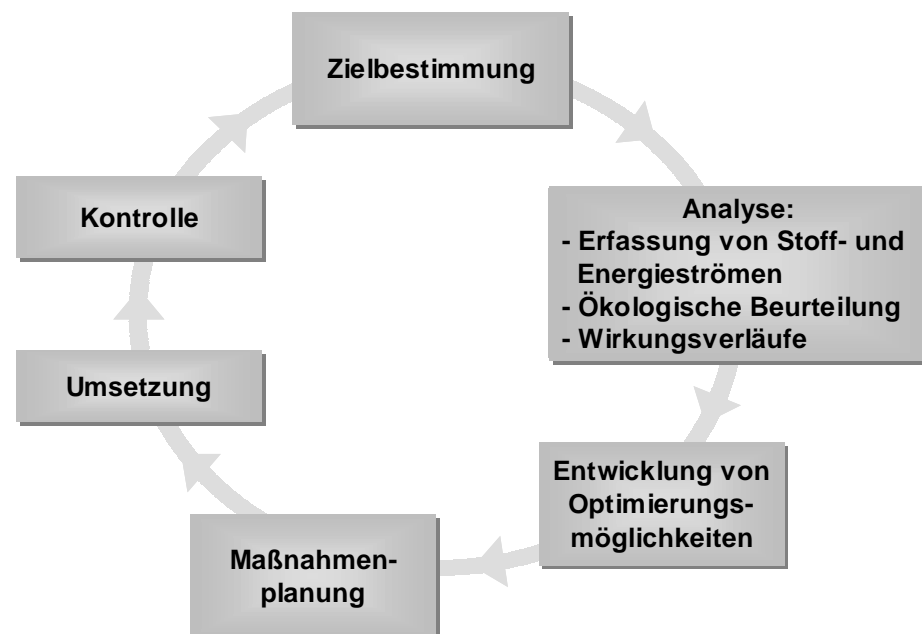 Zielbestimmung
Analyse:
- Erfassung von Stoff- und
Energieströmen
- Ökologische Beurteilung
- Wirkungsverläufe
Entwicklung von
Optimierungs-
möglichkeiten
Maßnahmen-
planung
Umsetzung
Kontrolle